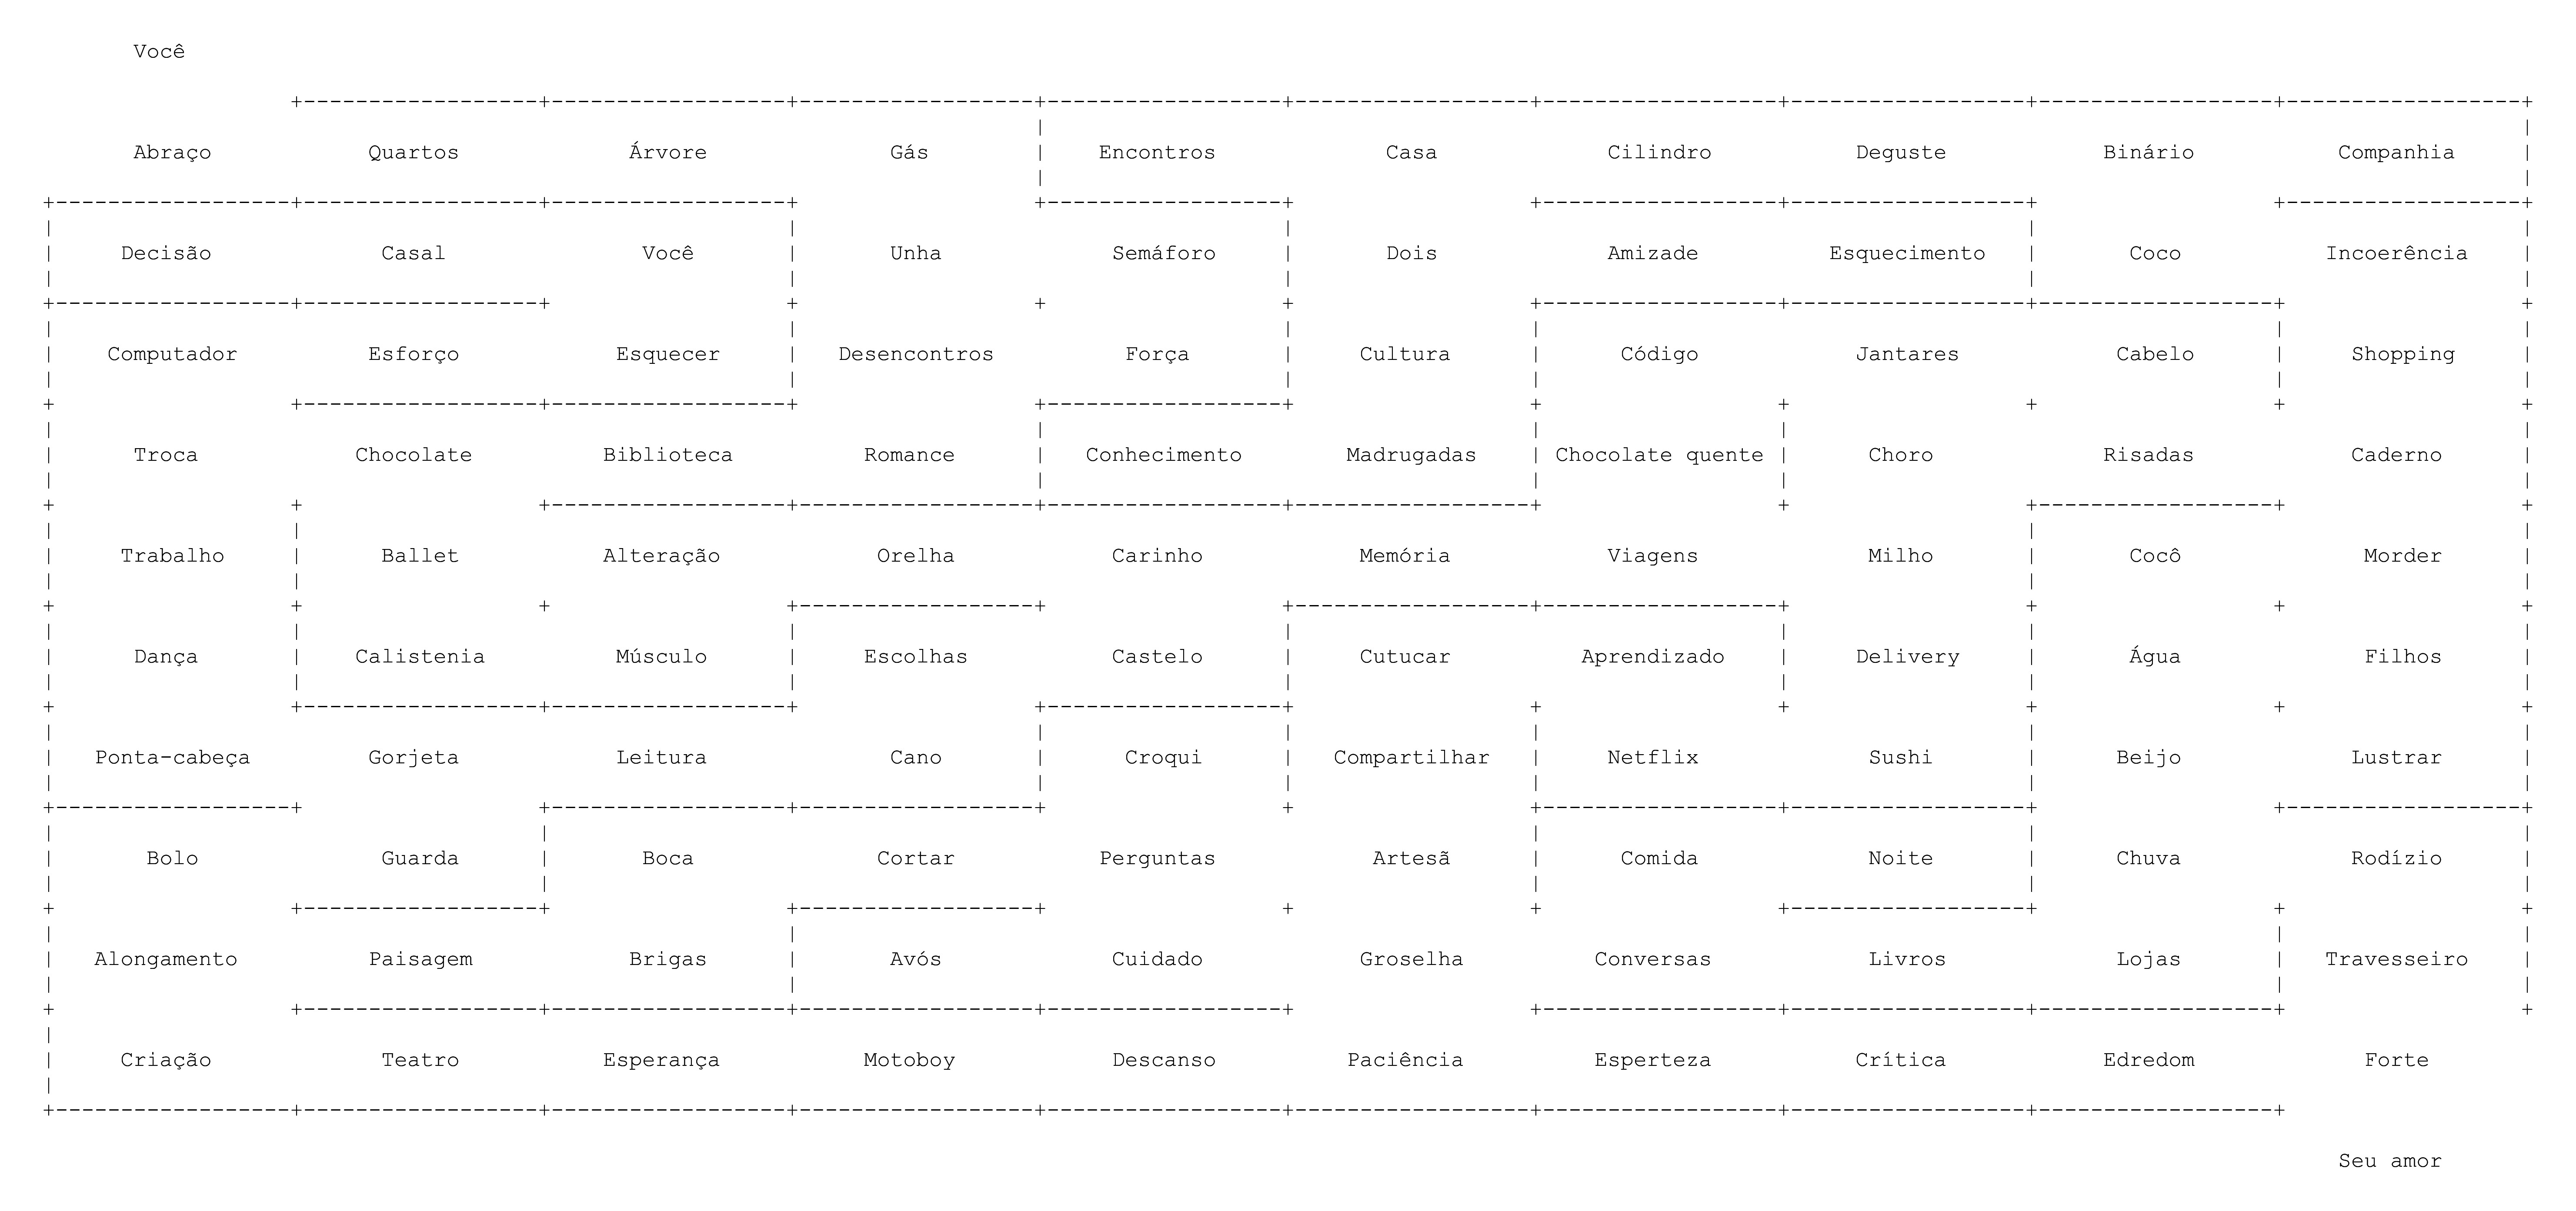 Você
Abraço Quartos Árvore Gás Encontros Casa Cilindro Deguste Binário Companhia
Decisão Casal Você Unha Semáforo Dois Amizade Esquecimento Coco Incoerência
Computador Esforço Esquecer Desencontros Força Cultura Código Jantares Cabelo Shopping
Troca Chocolate Biblioteca Romance Conhecimento Madrugadas Chocolate quente Choro Risadas Caderno
Trabalho Ballet Alteração Orelha Carinho Memória Viagens Milho Cocô Morder
Dança Calistenia Músculo Escolhas Castelo Cutucar Aprendizado Delivery Água Filhos
Ponta-cabeça Gorjeta Leitura Cano Croqui Compartilhar Netflix Sushi Beijo Lustrar
Bolo Guarda Boca Cortar Perguntas Artesã Comida Noite Chuva Rodízio
Alongamento Paisagem Brigas Avós Cuidado Groselha Conversas Livros Lojas Travesseiro
Criação Teatro Esperança Motoboy Descanso Paciência Esperteza Crítica Edredom Forte
Seu amor